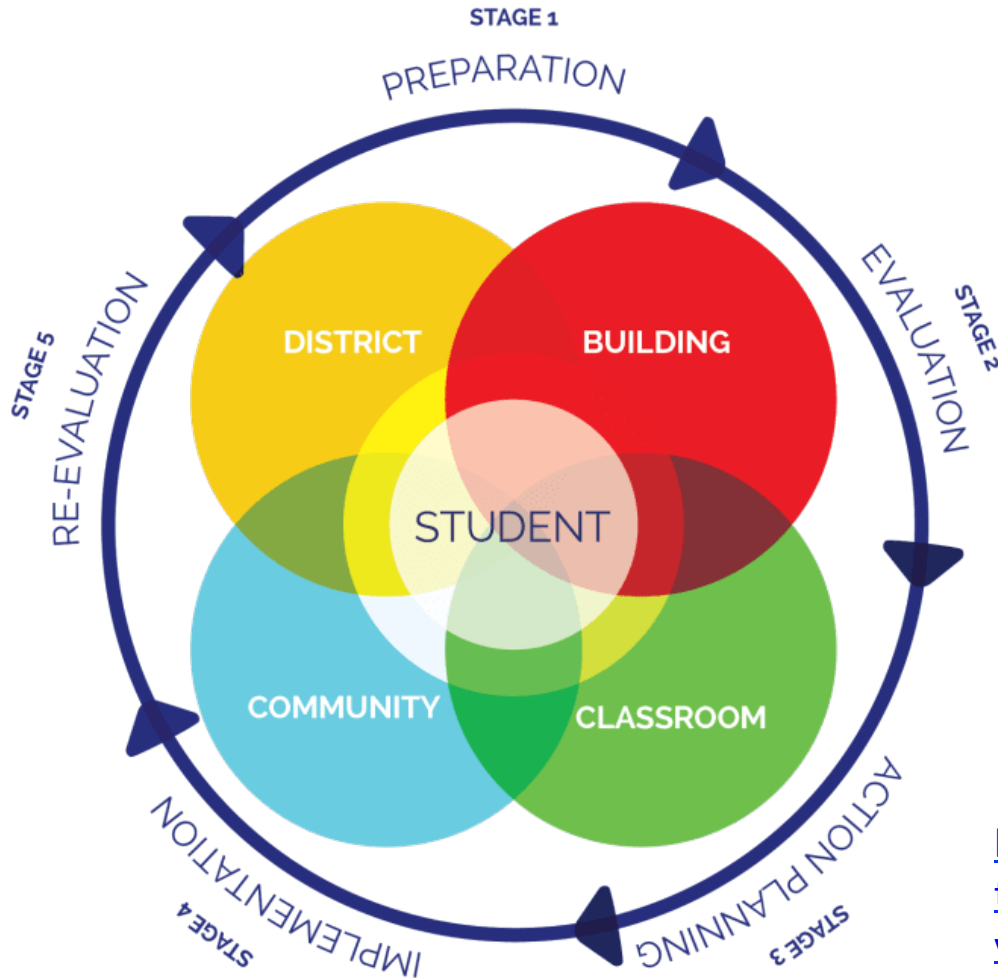 STAGE 1
PREPARATION
EVALUATION
STAGE 2
DISTRICT
BUILDING
STUDENT
COMMUNITY
CLASSROOM
ACTION PLANNING
STAGE 3
IMPLEMENTATION
STAGE 4
RE-EVALUATION
STAGE 5